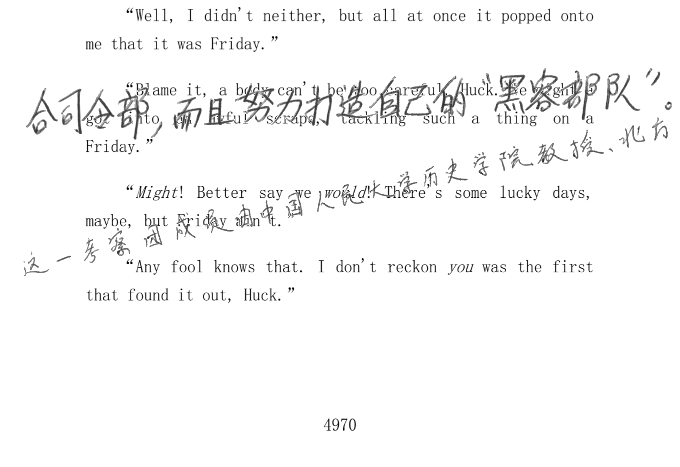 “Well, I didn't neither, but all at once it popped onto
me that it was Friday.”
“Blame it, a body can't be too careful, Huck. We might a
got into an awful scrape, tackling such a thing on a
Friday.”
合司令部，而且努力打造自己的“黑客部队”。
“Might! Better say we would! There's some lucky days,
maybe, but Friday ain't.
这一考察团成员由中国人民大学历史学院教授、北方
“Any fool knows that. I don't reckon you was the first
that found it out, Huck.”
4970